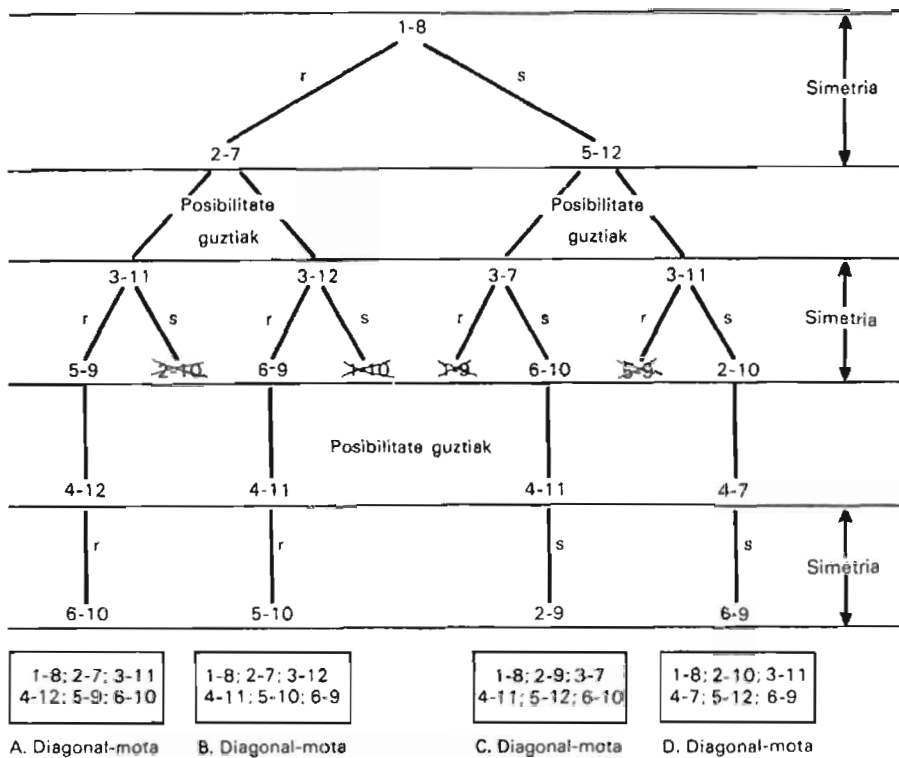 1-8
r s
Simetria
2-7 5-12
Posibilitate guztiak Posibilitate guztiak
3-11 3-12 3-7 3-11
r s r s r s r s
Simetria
5-9 2-10 6-9 6-10 5-9 2-10
Posibilitate guztiak
4-12 4-11 4-11 4-7
r r s s
Simetria
6-10 5-10 2-9 6-9
1-8; 2-7; 3-11
4-12; 5-9; 6-10
1-8; 2-7; 3-12
4-11; 5-10; 6-9
1-8; 2-9; 3-7
4-11; 5-12; 6-10
1-8; 2-10; 3-11
4-7; 5-12; 6-9
A. Diagonal-mota B. Diagonal-mota C. Diagonal-mota D. Diagonal-mota